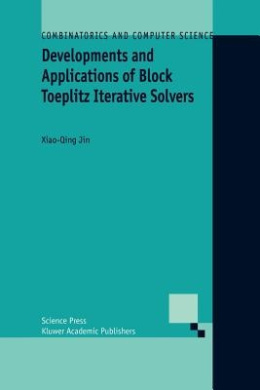 COMBINATORICS AND COMPUTER SCIENCE
Developments and
Applications of Block
Toeplitz Iterative Solvers
Xiao-Qing Jin
Science Press
Kluwer Academic Publishers